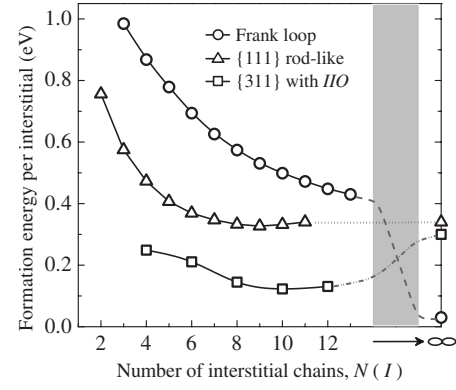 Formation energy per interstitial (eV)
1.0
0.8
0.6
0.4
0.2
0.0
Frank loop
{111} rod-like
{311} with IIO
2 4 6 8 10 12 ∞
Number of interstitial chains, N (I)